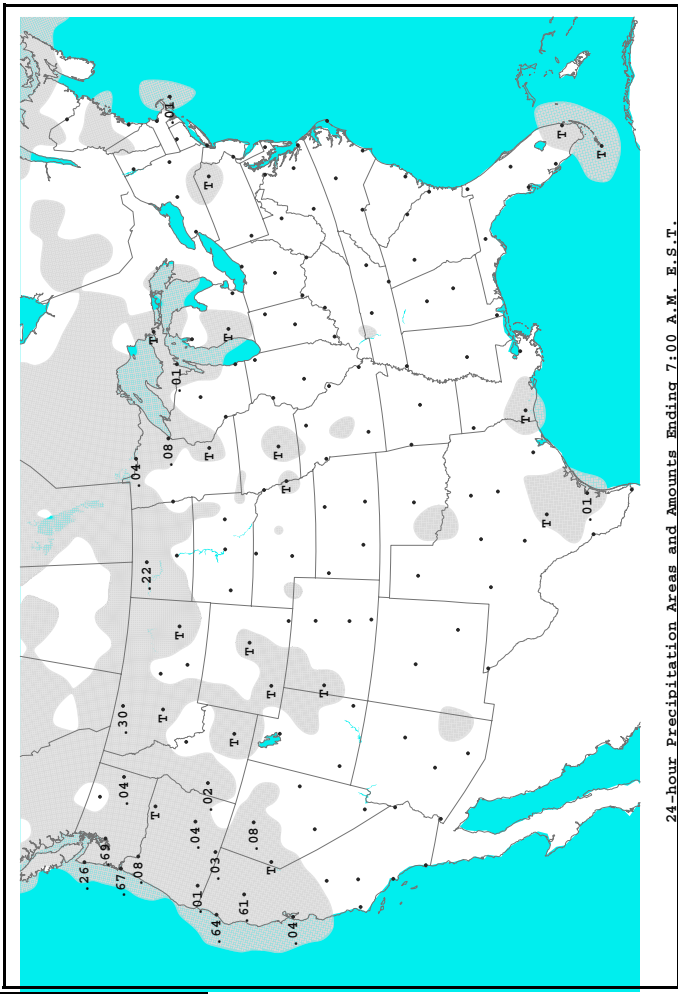 .26
.69
.67
.30
.04
.04
.08
.22
T
T
T
.08
.01
.01
T
.04
.01
T
.02
T
.03
.64
T
T
.61
T
.08
T
T
T
T
.04
T
T
T
T
.01
T
24-hour Precipitation Areas and Amounts Ending 7:00 A.M. E.S.T.